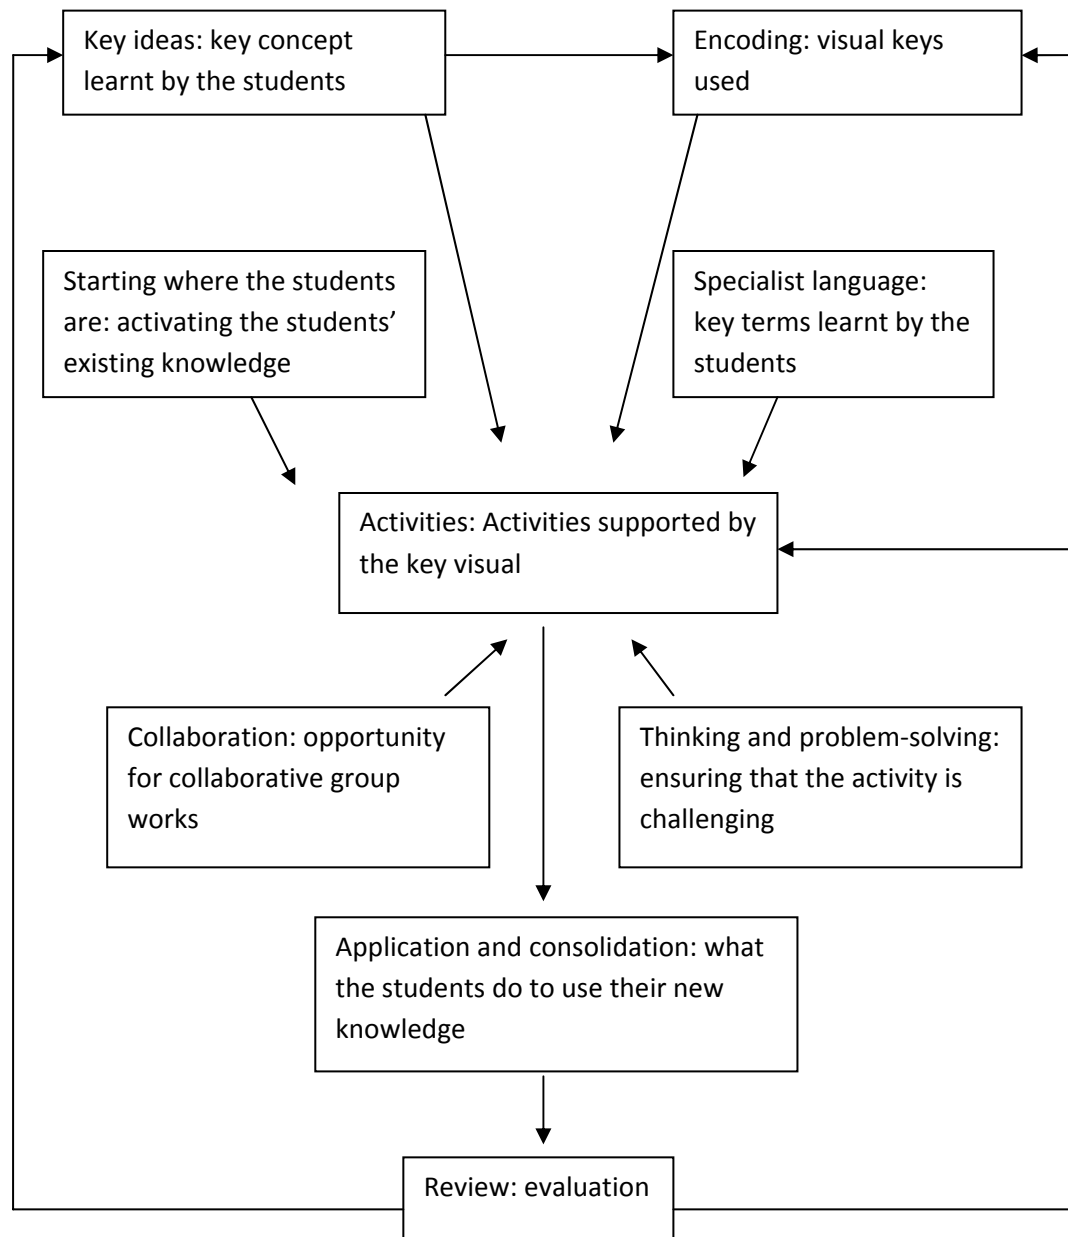 Key ideas: key concept
learnt by the students
Encoding: visual keys
used
Starting where the students
are: activating the students’
existing knowledge
Specialist language:
key terms learnt by the
students
Activities: Activities supported by
the key visual
Collaboration: opportunity
for collaborative group
works
Thinking and problem-solving:
ensuring that the activity is
challenging
Application and consolidation: what
the students do to use their new
knowledge
Review: evaluation